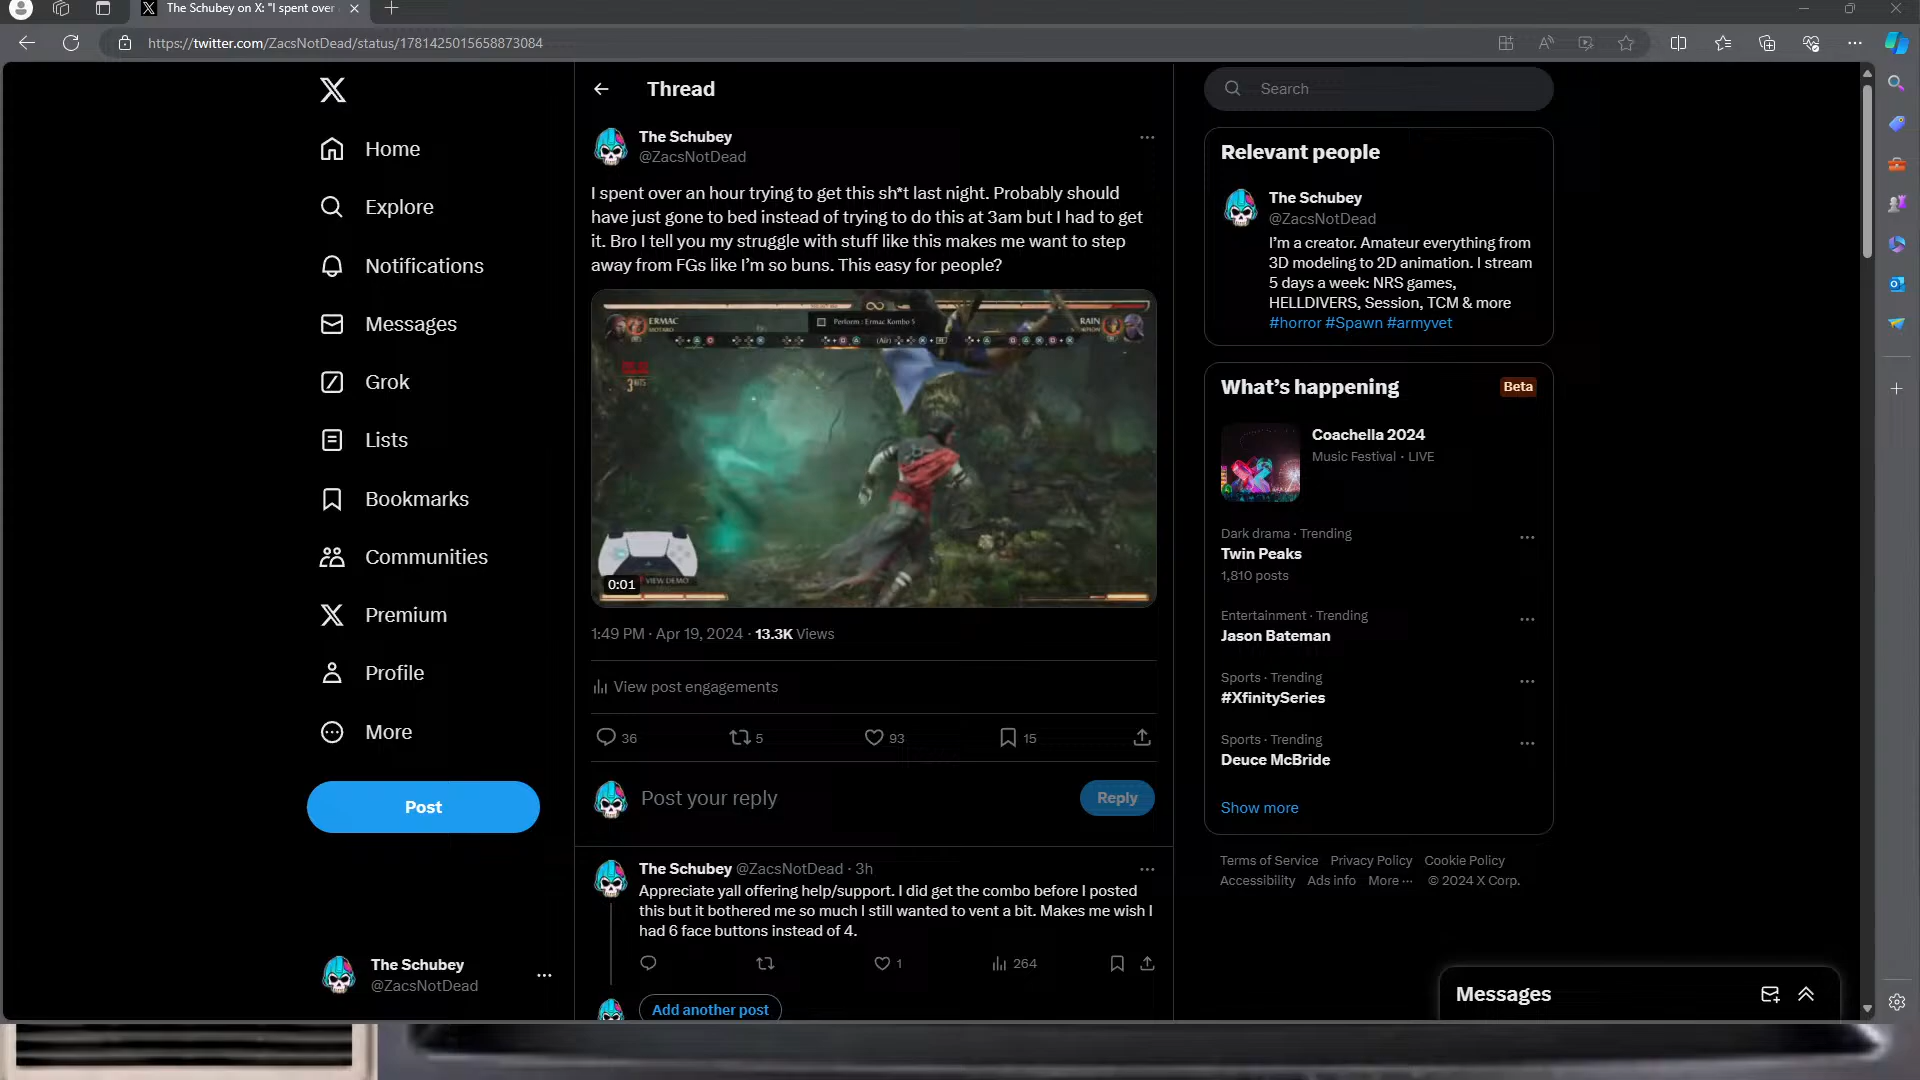 The Schubey on X: "I spent over
https://twitter.com/ZacsNotDead/status/1781425015658873084
Home
Explore
Notifications
Messages
Grok
Lists
Bookmarks
Communities
Premium
Profile
More
Post
The Schubey
@ZacsNotDead
Thread
The Schubey
@ZacsNotDead
I spent over an hour trying to get this sh*t last night. Probably should
have just gone to bed instead of trying to do this at 3am but I had to get
it. Bro I tell you my struggle with stuff like this makes me want to step
away from FGs like I'm so buns. This easy for people?
ERMAC
Perform : Ermac Kombo 5
RAIN
(Air)
3 HITS
0:01
VIEW DEMO
1:49 PM · Apr 19, 2024 · 13.3K Views
View post engagements
36
5
93
15
Post your reply
Reply
The Schubey @ZacsNotDead · 3h
Appreciate yall offering help/support. I did get the combo before I posted
this but it bothered me so much I still wanted to vent a bit. Makes me wish I
had 6 face buttons instead of 4.
1
264
Add another post
Search
Relevant people
The Schubey
@ZacsNotDead
I'm a creator. Amateur everything from
3D modeling to 2D animation. I stream
5 days a week: NRS games,
HELLDIVERS, Session, TCM & more
#horror #Spawn #armyvet
What's happening
Beta
Coachella 2024
Music Festival · LIVE
Dark drama · Trending
Twin Peaks
1,810 posts
Entertainment · Trending
Jason Bateman
Sports · Trending
#XfinitySeries
Sports · Trending
Deuce McBride
Show more
Terms of Service Privacy Policy Cookie Policy
Accessibility Ads info More ··· © 2024 X Corp.
Messages